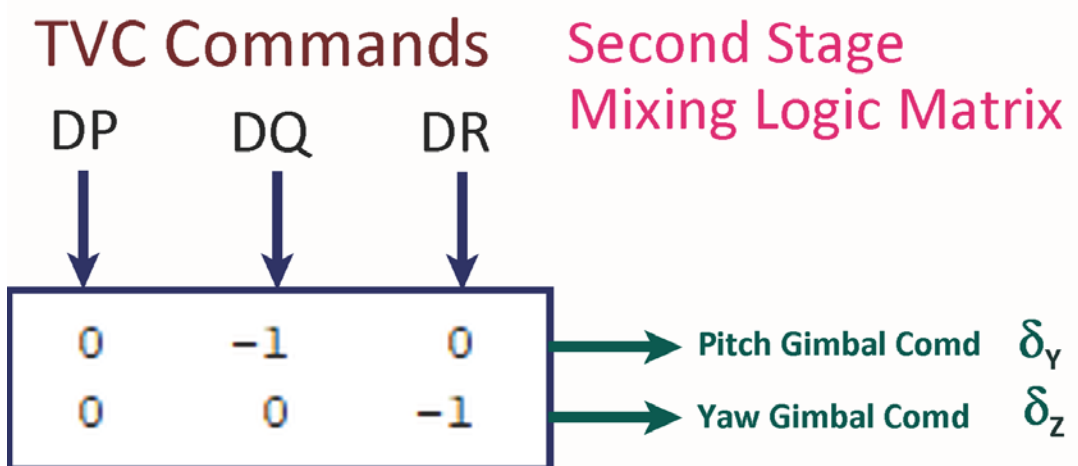 TVC Commands
Second Stage
Mixing Logic Matrix
DP DQ DR
0 −1 0
Pitch Gimbal Comd δY
0 0 −1
Yaw Gimbal Comd δZ